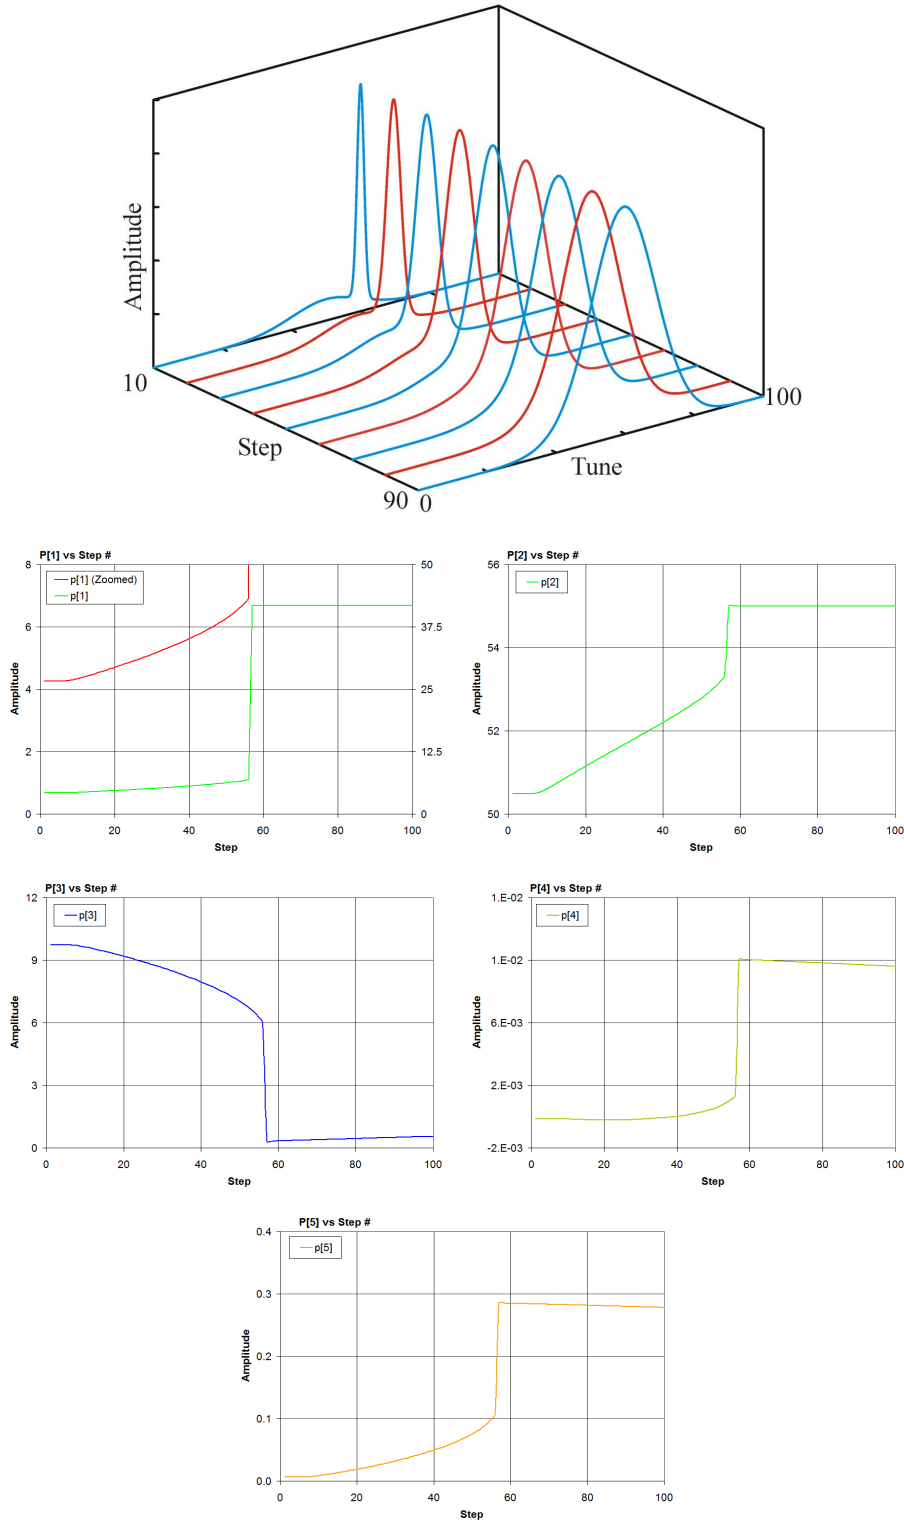 Amplitude
10
Step
90
0
Tune
100
P[1] vs Step #
p[1] (Zoomed)
p[1]
8
6
4
2
0
50
37.5
25
12.5
0
Amplitude
0 20 40 60 80 100
Step
P[2] vs Step #
p[2]
56
54
52
50
Amplitude
0 20 40 60 80 100
Step
P[3] vs Step #
p[3]
12
9
6
3
0
Amplitude
0 20 40 60 80 100
Step
P[4] vs Step #
p[4]
1.E-02
1.E-02
6.E-03
2.E-03
-2.E-03
Amplitude
0 20 40 60 80 100
Step
P[5] vs Step #
p[5]
0.4
0.3
0.2
0.1
0.0
Amplitude
0 20 40 60 80 100
Step